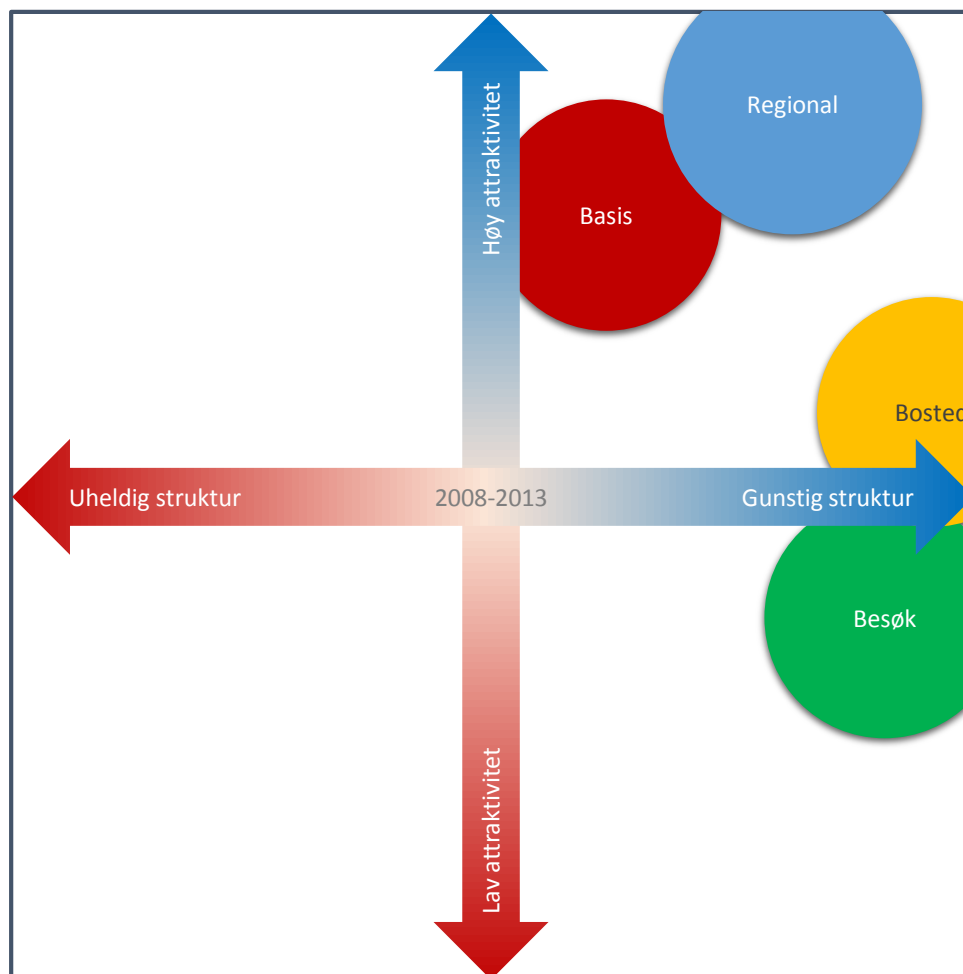 Regional
Høy attraktivitet
Basis
Bosted
Uheldig struktur
2008-2013
Gunstig struktur
Besøk
Lav attraktivitet